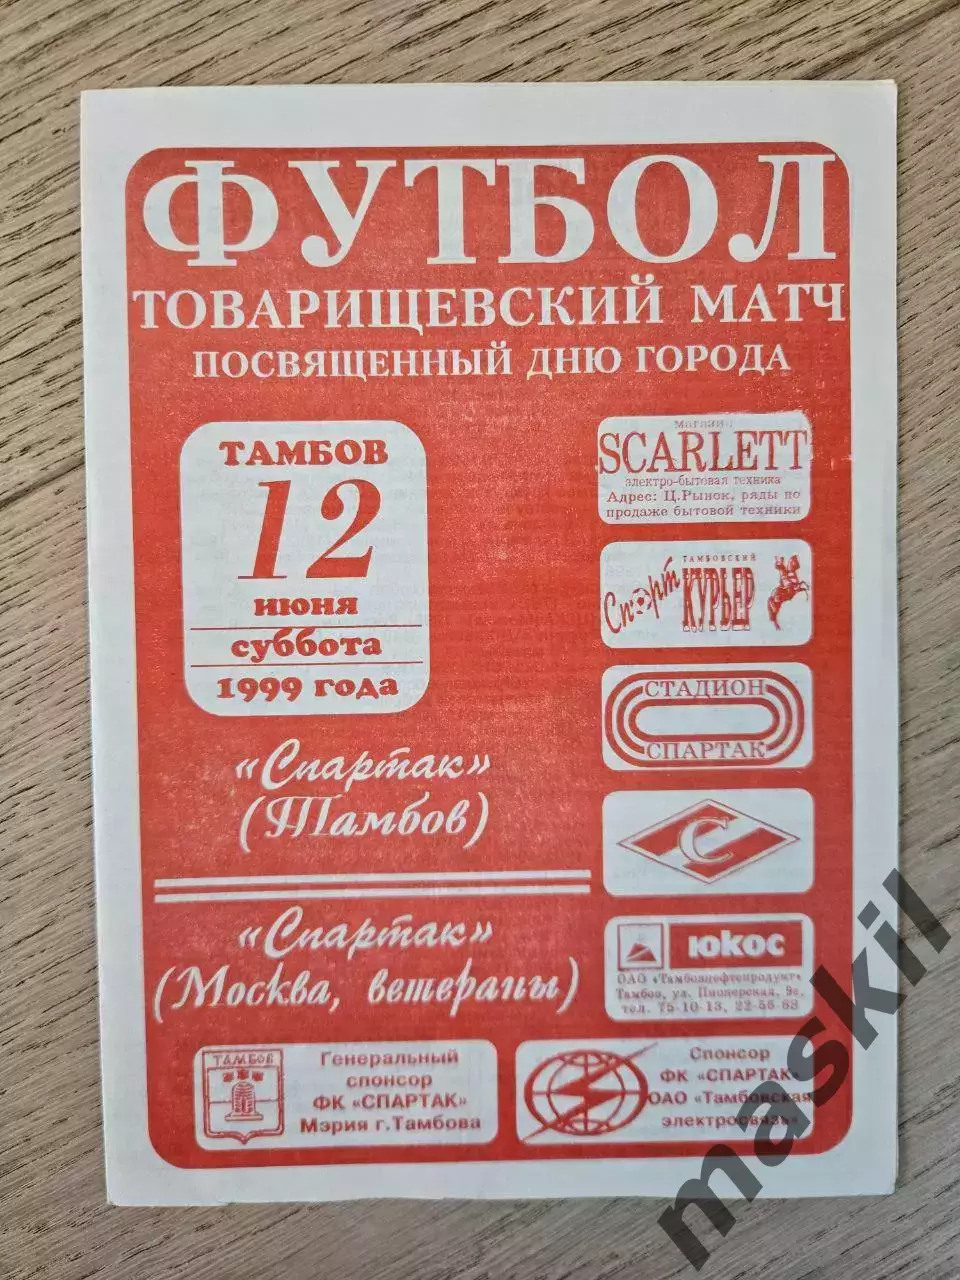 ФУТБОЛ
ТОВАРИЩЕВСКИЙ МАТЧ
ПОСВЯЩЕННЫЙ ДНЮ ГОРОДА
ТАМБОВ
12
июня
суббота
1999 года
магазин
SCARLETT
электро-бытовая техника
Адрес: Ц.Рынок, ряды по
продаже бытовой техники
ТАМБОВСКИЙ
Спорт КУРЬЕР
СТАДИОН
СПАРТАК
С
«Спартак»
(Тамбов)
«Спартак»
(Москва, ветераны)
ЮКОС
ОАО «Тамбовнефтепродукт»
Тамбов, ул. Пионерская, 9а,
тел. 75-10-13, 22-56-68
ТАМБОВ
Генеральный
спонсор
ФК «СПАРТАК»
Мэрия г.Тамбова
Спонсор
ФК «СПАРТАК»
ОАО «Тамбовская
электросвязь»
maskil